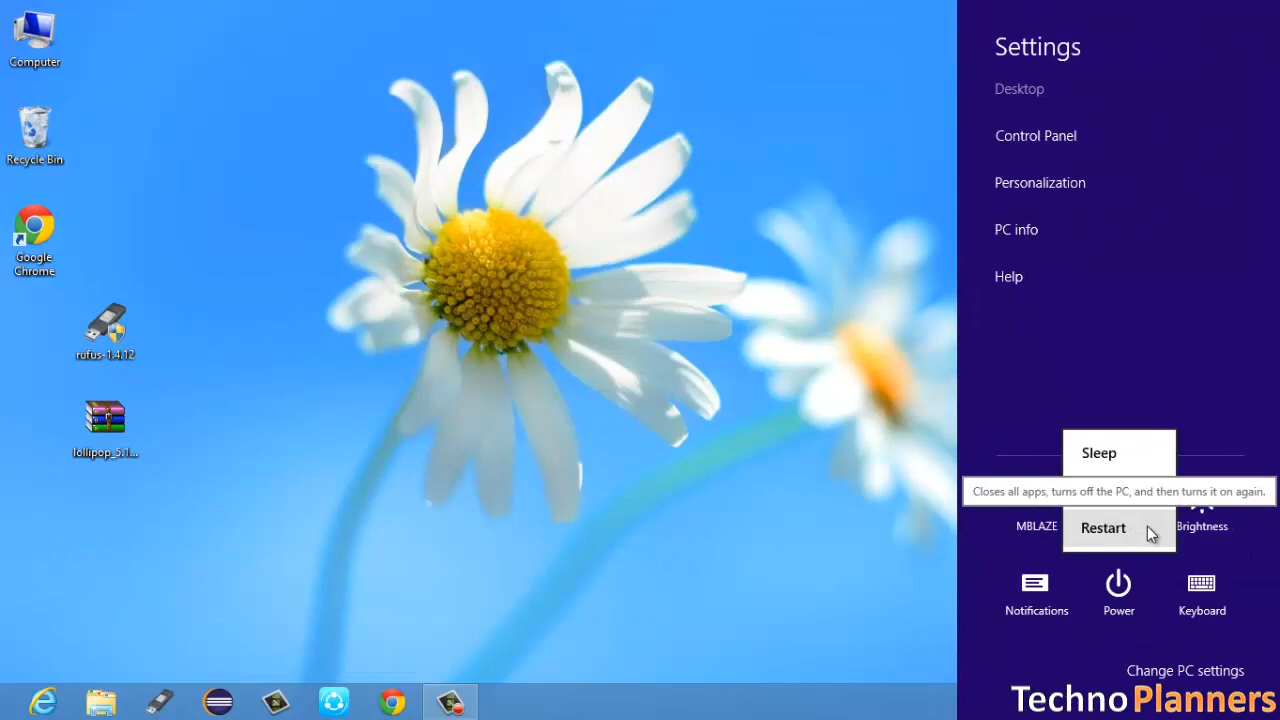 Computer
Recycle Bin
Google
Chrome
rufus-1.4.12
lollipop_5.1...
Settings
Desktop
Control Panel
Personalization
PC info
Help
Sleep
Closes all apps, turns off the PC, and then turns it on again.
MBLAZE
Restart
Brightness
Notifications
Power
Keyboard
Change PC settings
TechnoPlanners